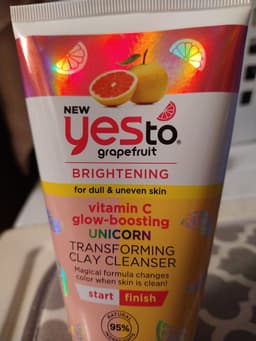 NEW
yes to
grapefruit
BRIGHTENING
for dull & uneven skin
vitamin C
glow-boosting
UNICORN
TRANSFORMING
CLAY CLEANSER
Magical formula changes
color when skin is clean!
start finish
NATURAL
95%